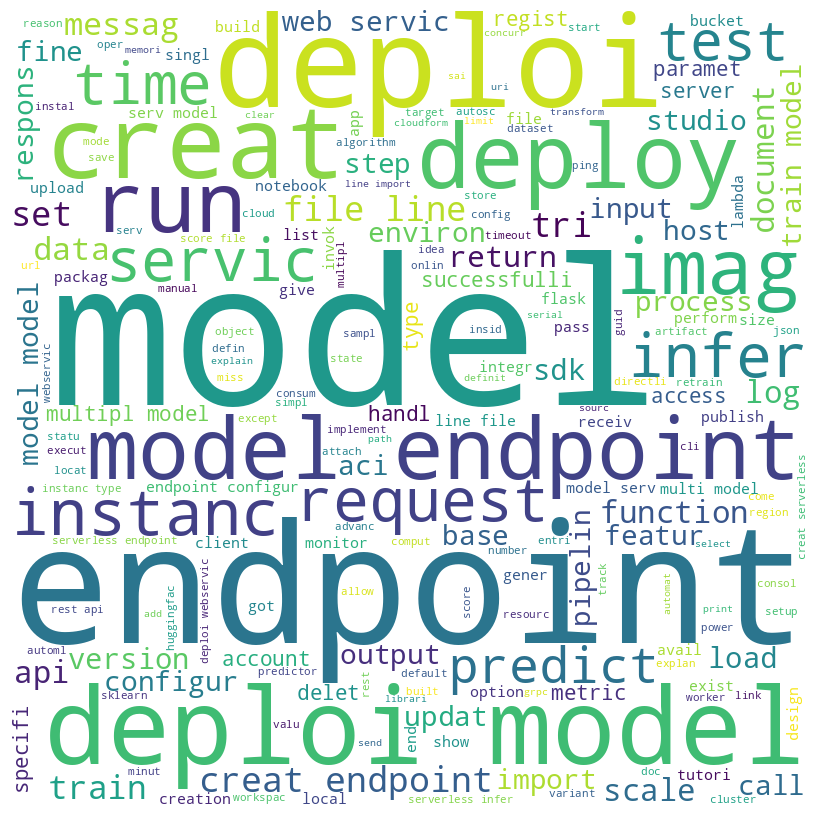 reason
messag
oper
memori
build
web servic
deploi
regist
concurr
start
bucket
test
fine
singl
time
sai
uri
paramet
instal
respons
serv model
clear
target
autosc
file
transform
server
document
train model
creat
app
cloudform
limit
dataset
studio
mode
save
algorithm
step
deploy
ping
upload
run
notebook
line import
store
lambda
set
serv
cloud
file line
config
tri
input
host
data
servic
score file
list
invok
environ
timeout
idea
onlin
return
imag
url
packag
manual
give
multipl
successfulli
type
flask
serial
pass
guid
process
perform
size
artifact
json
model
object
defin
explain
sampl
state
insid
integr
definit
sdk
infer
directli
retrain
webservic
model model
miss
consum
simpl
access
log
multipl model
except
handl
line file
sourc
receiv
publish
statu
execut
locat
model
implement
attach
path
aci
endpoint
cli
instanc type
endpoint configur
model serv
multi model
come
region
creat serverless
instanc
request
advanc
base
number
entri
function
select
serverless endpoint
client
monitor
comput
featur
consol
endpoint
rest api
got
allow
score
gener
resourc
pipelin
track
automat
print
power
setup
add
huggingfac
deploi webservic
automl
api
version
account
predictor
output
default
predict
avail
explan
load
sklearn
configur
delet
rest
built
librari
grpc
option
metric
exist
worker
link
design
specifi
deploi model
valu
send
end
updat
show
minut
train
creat endpoint
import
doc
tutori
scale
call
creation
workspac
local
serverless infer
variant
cluster